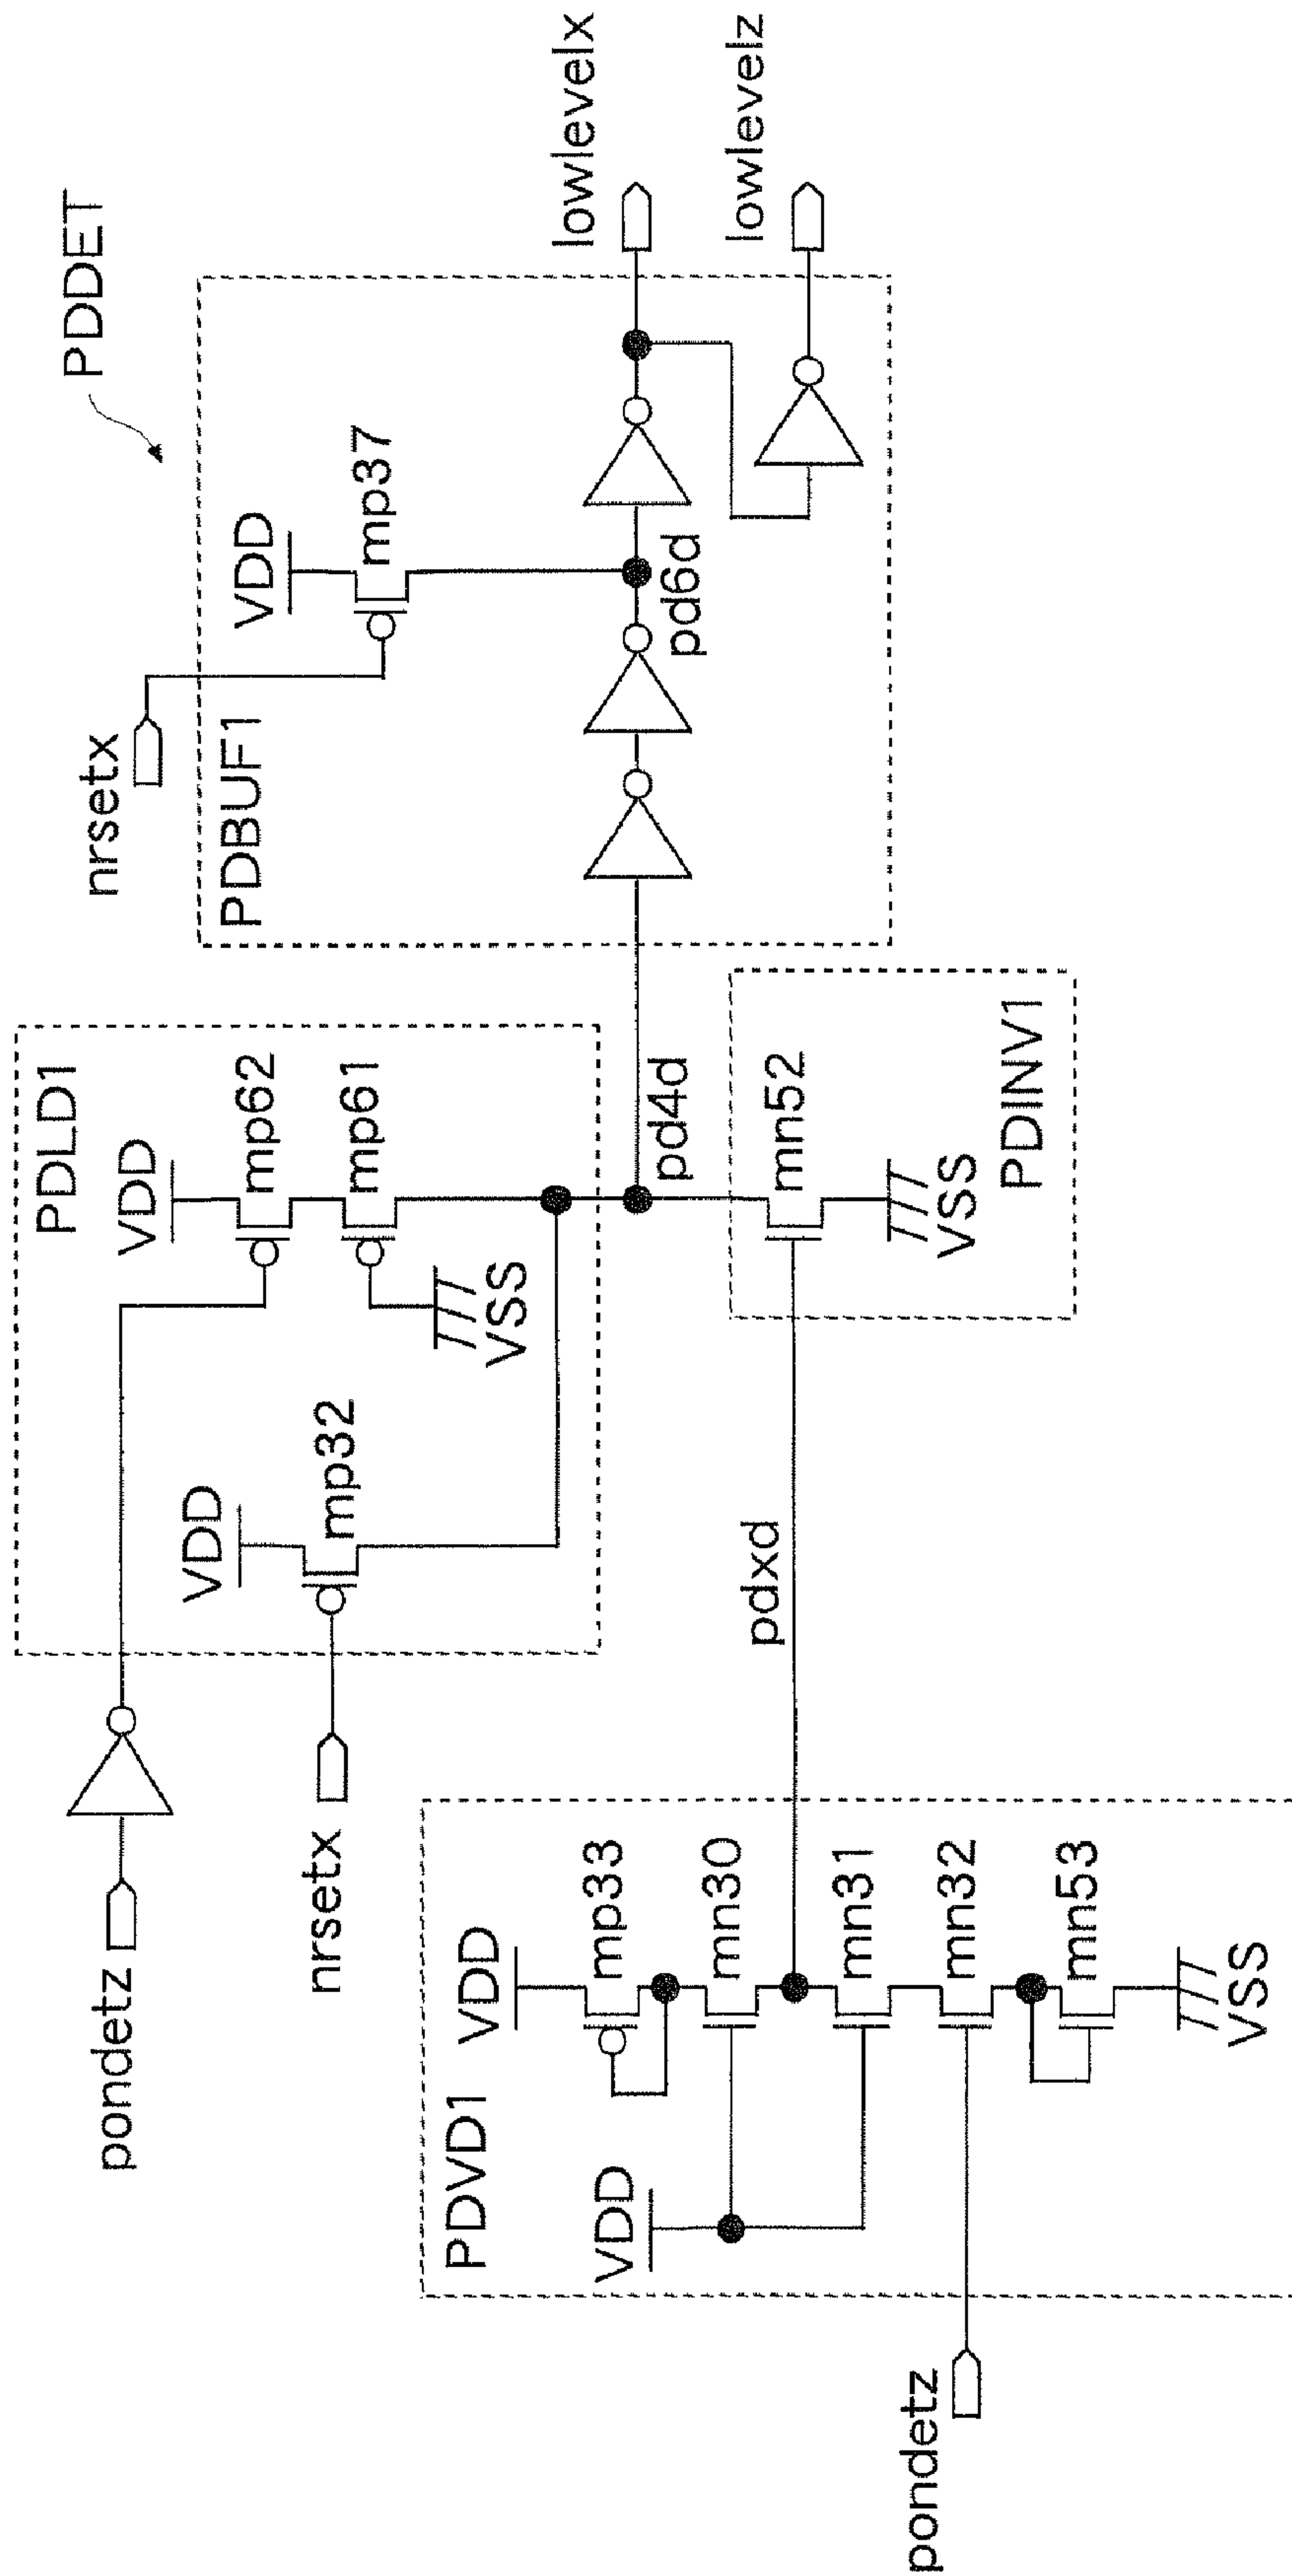 PDDET
pondetz
PDLD1
VDD
mp62
mp61
VSS
VDD
mp32
nrsetx
nrsetx
PDBUF1
VDD
mp37
pd6d
lowlevelx
lowlevelz
pd4d
PDVD1
VDD
mp33
mn30
mn31
mn32
mn53
VSS
VDD
pondetz
pdxd
mn52
VSS
PDINV1